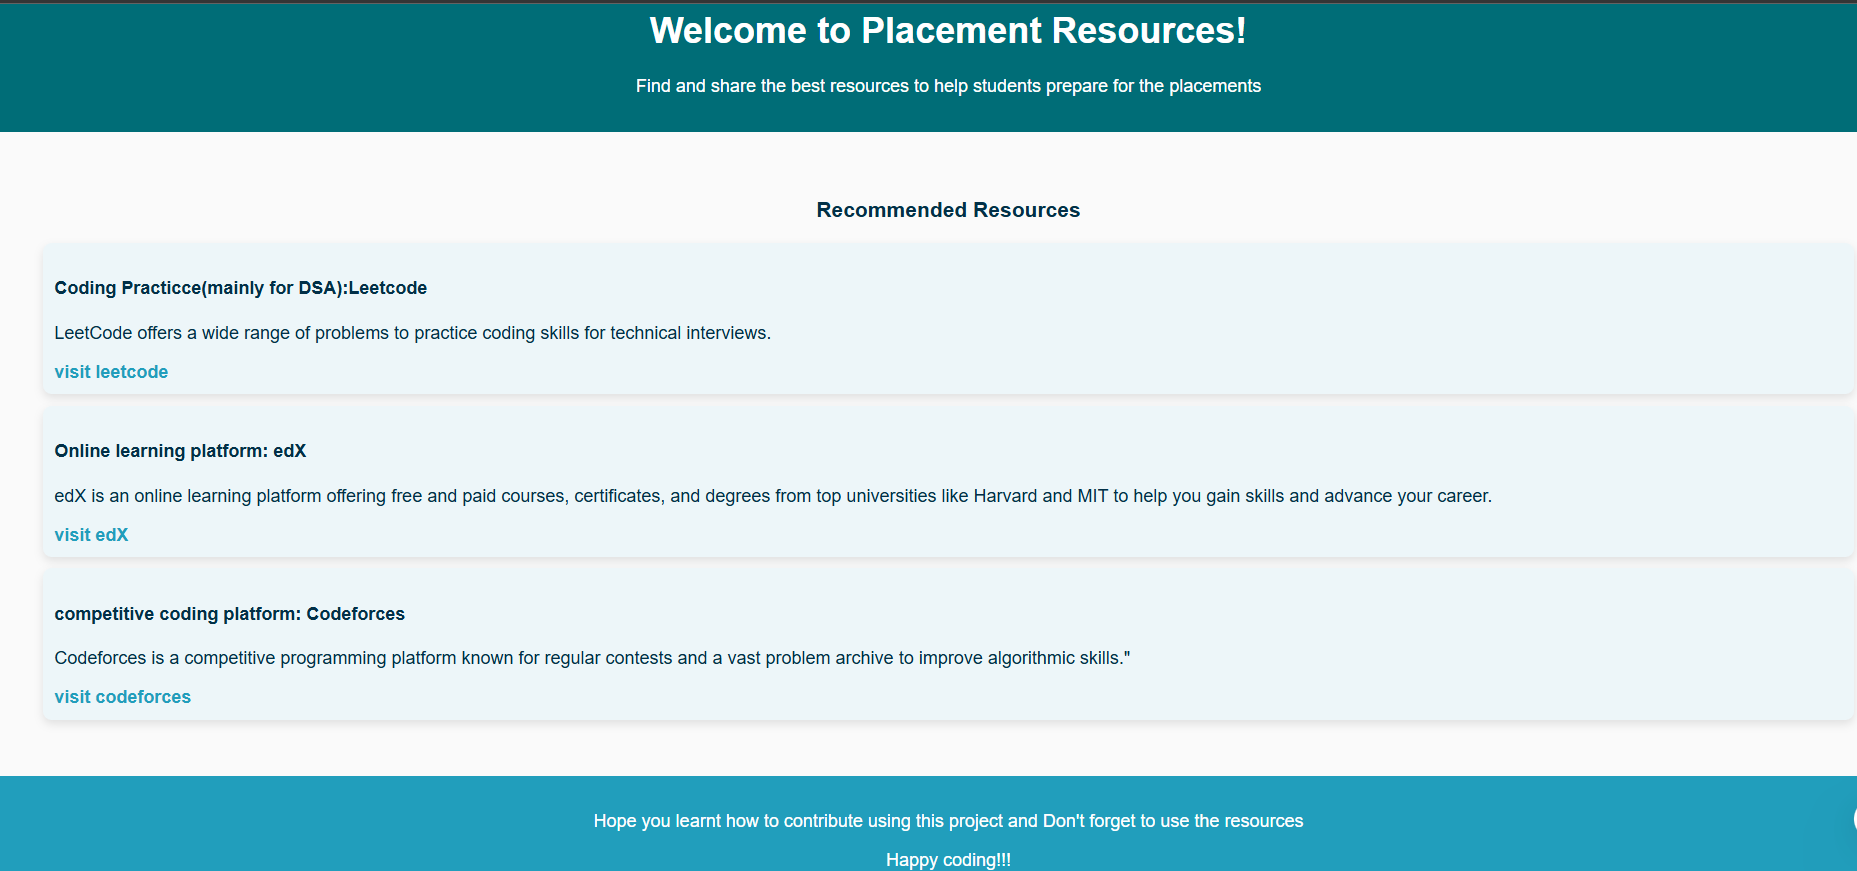 Welcome to Placement Resources!
Find and share the best resources to help students prepare for the placements
Recommended Resources
Coding Practicce(mainly for DSA):Leetcode
LeetCode offers a wide range of problems to practice coding skills for technical interviews.
visit leetcode
Online learning platform: edX
edX is an online learning platform offering free and paid courses, certificates, and degrees from top universities like Harvard and MIT to help you gain skills and advance your career.
visit edX
competitive coding platform: Codeforces
Codeforces is a competitive programming platform known for regular contests and a vast problem archive to improve algorithmic skills."
visit codeforces
Hope you learnt how to contribute using this project and Don't forget to use the resources
Happy coding!!!